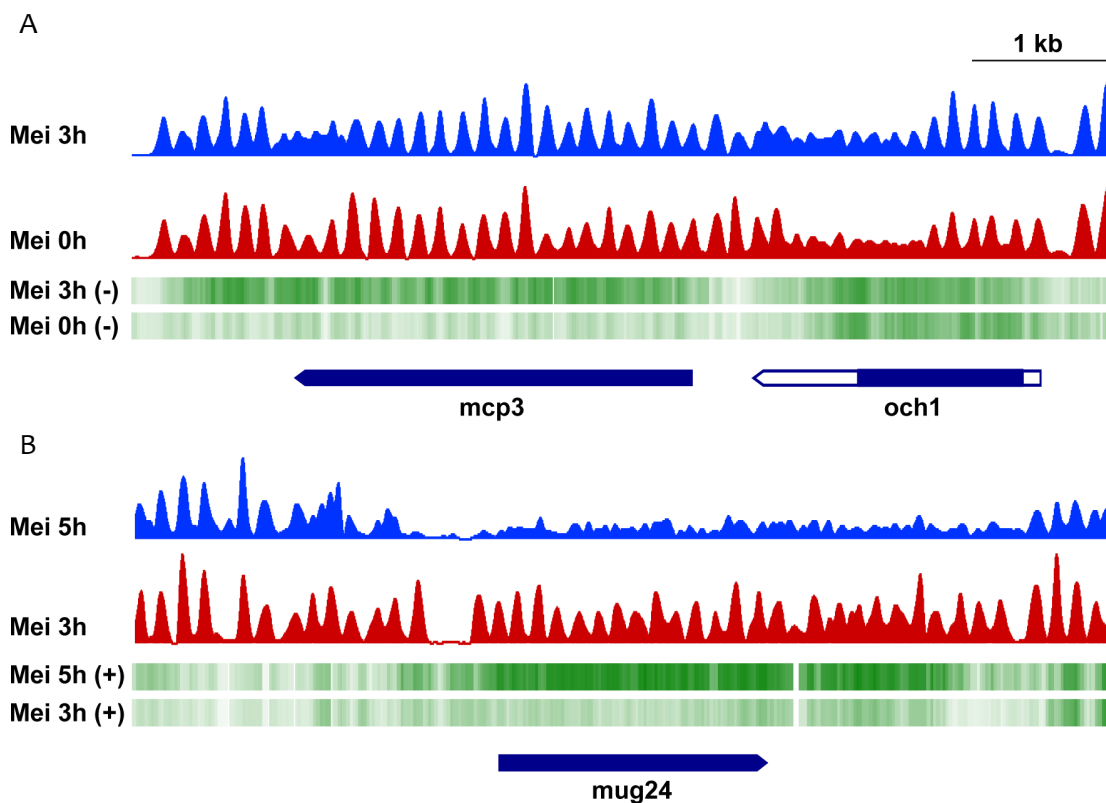 A
1 kb
Mei 3h
Mei 0h
Mei 3h (-)
Mei 0h (-)
mcp3 och1
B
Mei 5h
Mei 3h
Mei 5h (+)
Mei 3h (+)
mug24